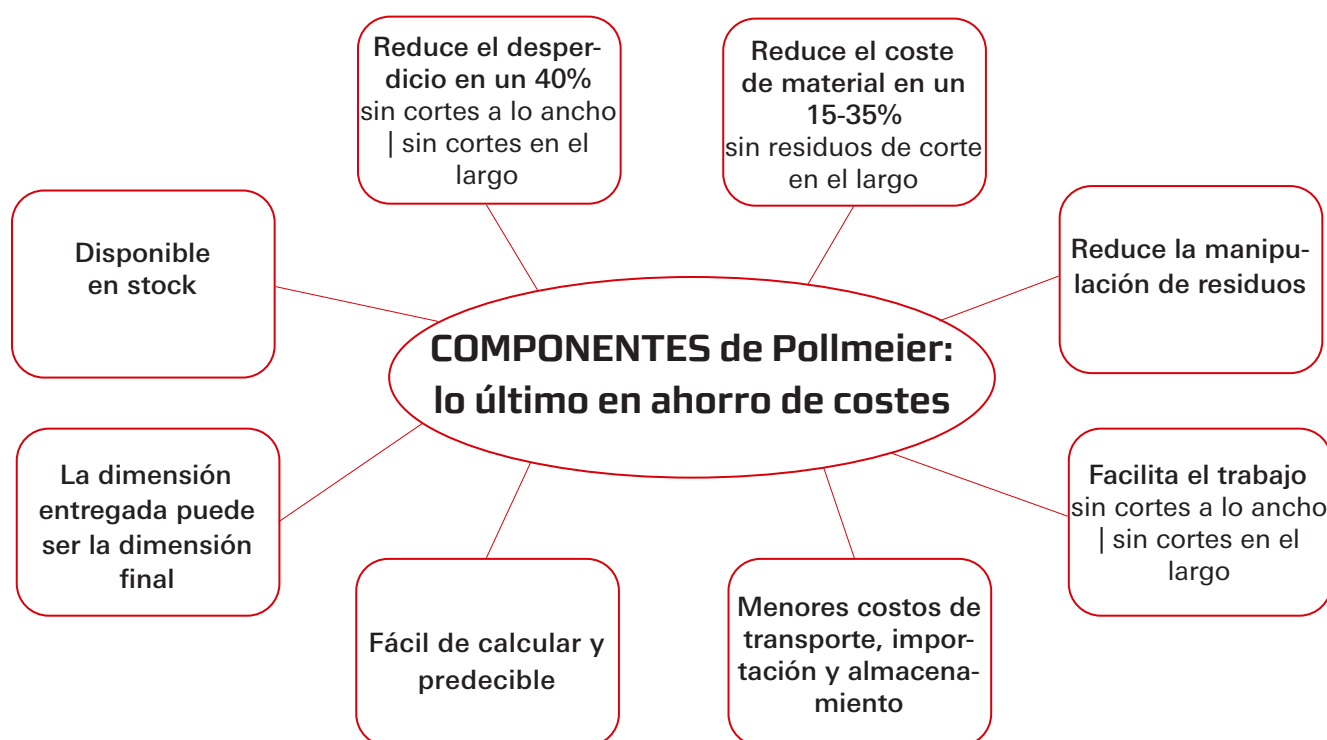 Reduce el desper-
dicio en un 40%
sin cortes a lo ancho
| sin cortes en el
largo
Reduce el coste
de material en un
15-35%
sin residuos de corte
en el largo
Disponible
en stock
Reduce la manipu-
lación de residuos
COMPONENTES de Pollmeier:
lo último en ahorro de costes
La dimensión
entregada puede
ser la dimensión
final
Facilita el trabajo
sin cortes a lo ancho
| sin cortes en el
largo
Fácil de calcular y
predecible
Menores costos de
transporte, impor-
tación y almacena-
miento